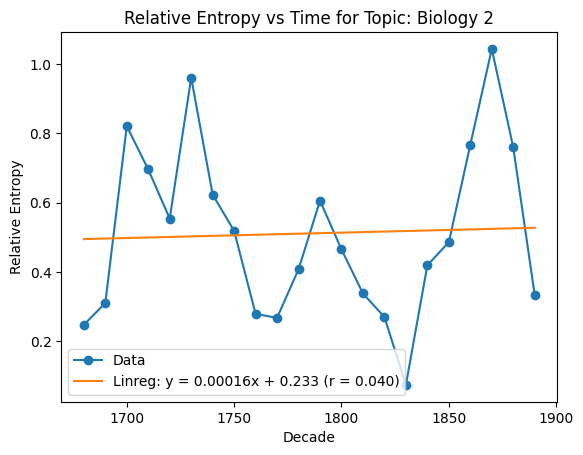 Relative Entropy vs Time for Topic: Biology 2
Relative Entropy
1.0
0.8
0.6
0.4
0.2
Data
Linreg: y = 0.00016x + 0.233 (r = 0.040)
1700
1750
1800
1850
1900
Decade